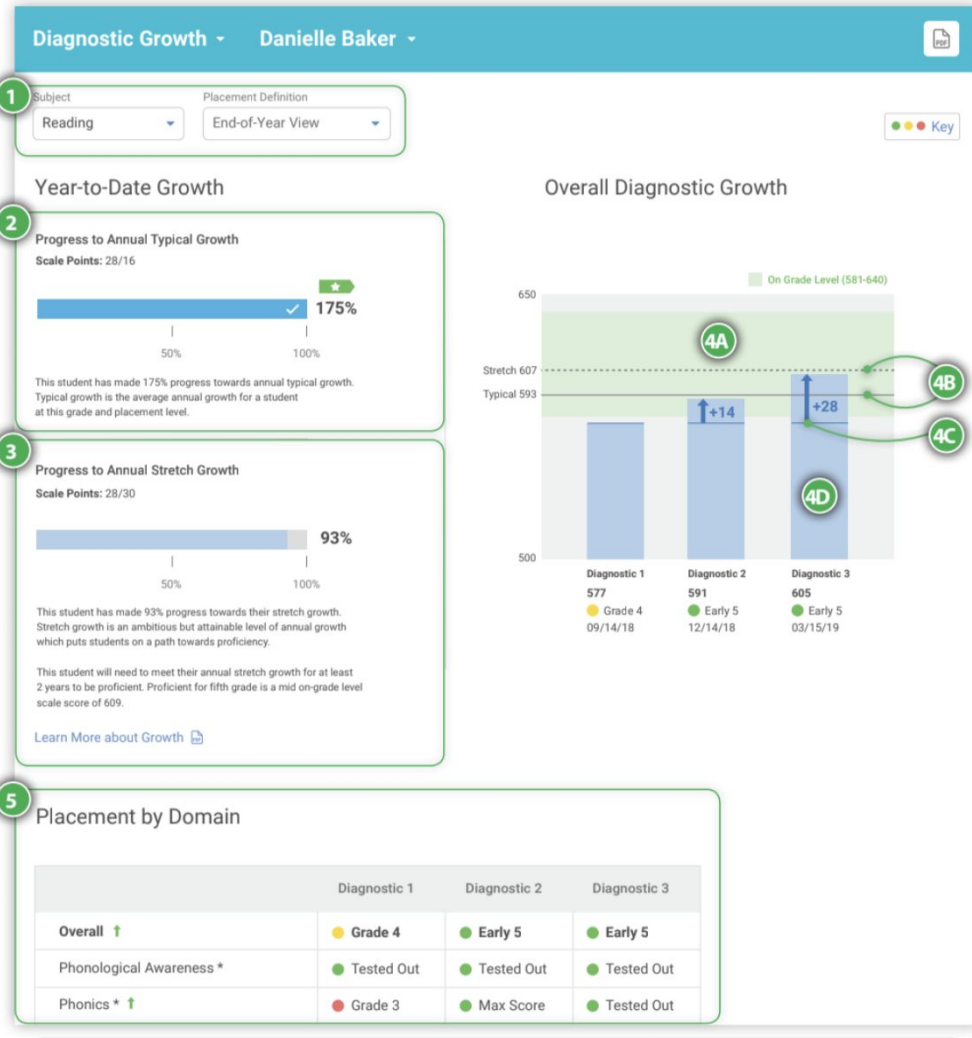 Diagnostic Growth Danielle Baker
PDF
1
Subject Placement Definition
Reading End-of-Year View
Key
Year-to-Date Growth
2
Progress to Annual Typical Growth
Scale Points: 28/16
175%
50% 100%
This student has made 175% progress towards annual typical growth.
Typical growth is the average annual growth for a student
at this grade and placement level.
3
Progress to Annual Stretch Growth
Scale Points: 28/30
93%
50% 100%
This student has made 93% progress towards their stretch growth.
Stretch growth is an ambitious but attainable level of annual growth
which puts students on a path towards proficiency.
This student will need to meet their annual stretch growth for at least
2 years to be proficient. Proficient for fifth grade is a mid on-grade level
scale score of 609.
Learn More about Growth
Overall Diagnostic Growth
On Grade Level (581-640)
650
4A
Stretch 607
4B
Typical 593
+14 +28
4C
4D
500
Diagnostic 1 Diagnostic 2 Diagnostic 3
577 591 605
Grade 4 Early 5 Early 5
09/14/18 12/14/18 03/15/19
5
Placement by Domain
Diagnostic 1 Diagnostic 2 Diagnostic 3
Overall Grade 4 Early 5 Early 5
Phonological Awareness * Tested Out Tested Out Tested Out
Phonics * Grade 3 Max Score Tested Out